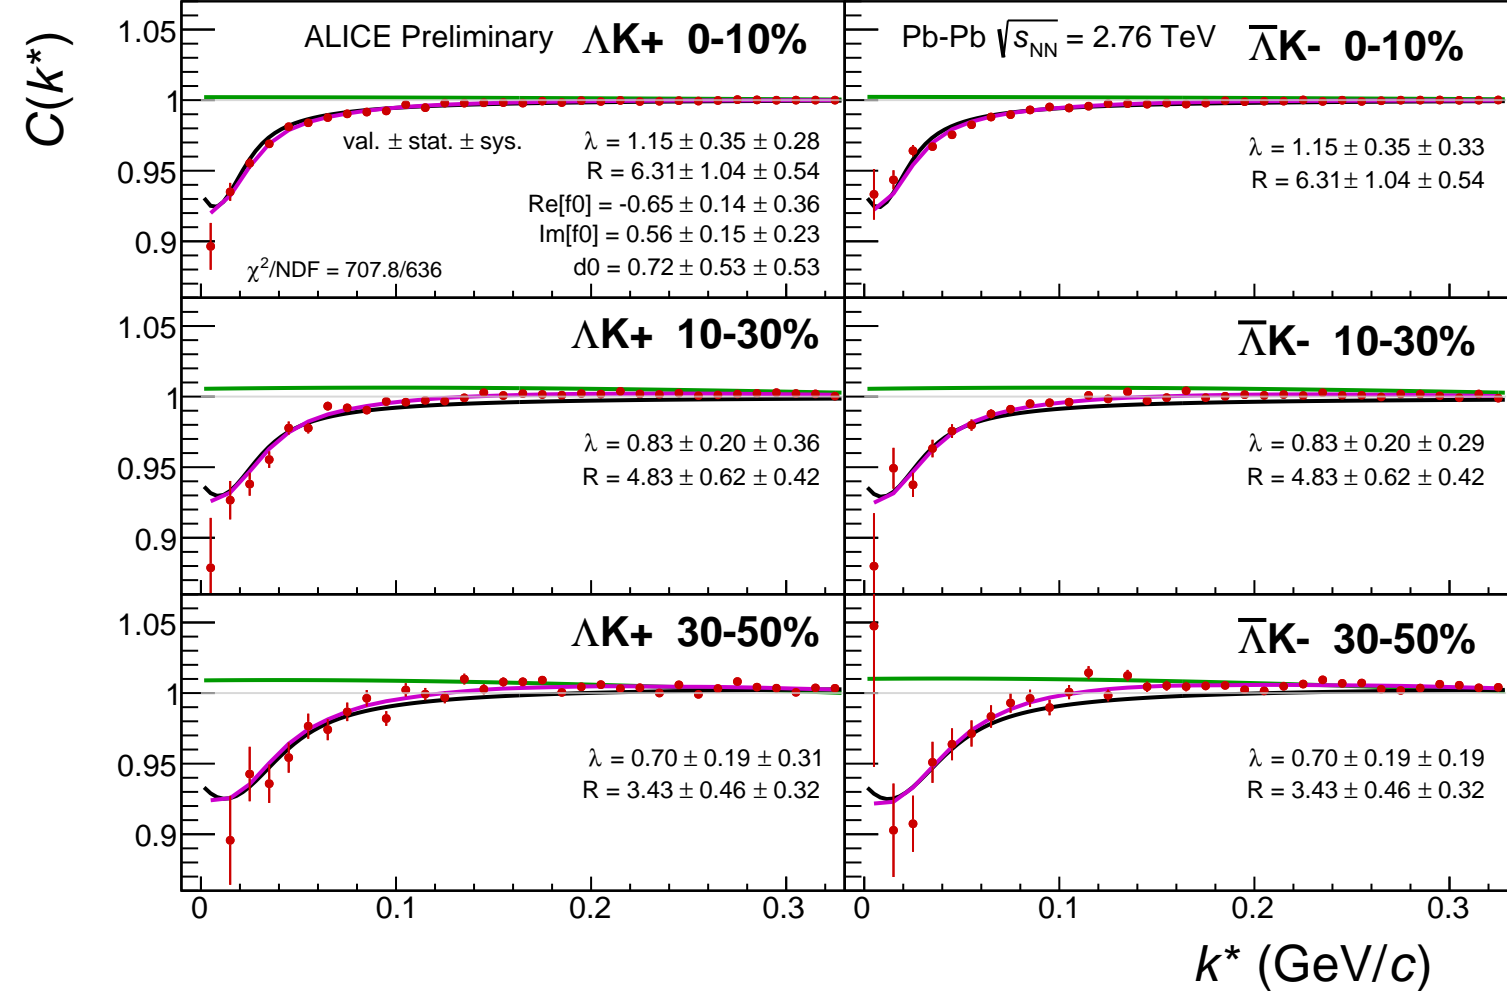 C(k*)
ALICE Preliminary ΛK+ 0-10%
1.05
1
0.95
0.9
val. ± stat. ± sys.
λ = 1.15 ± 0.35 ± 0.28
R = 6.31± 1.04 ± 0.54
Re[f0] = -0.65 ± 0.14 ± 0.36
Im[f0] = 0.56 ± 0.15 ± 0.23
d0 = 0.72 ± 0.53 ± 0.53
χ²/NDF = 707.8/636
Pb-Pb √s_NN = 2.76 TeV Λ̅K- 0-10%
λ = 1.15 ± 0.35 ± 0.33
R = 6.31± 1.04 ± 0.54
ΛK+ 10-30%
1.05
1
0.95
0.9
λ = 0.83 ± 0.20 ± 0.36
R = 4.83 ± 0.62 ± 0.42
Λ̅K- 10-30%
λ = 0.83 ± 0.20 ± 0.29
R = 4.83 ± 0.62 ± 0.42
ΛK+ 30-50%
1.05
1
0.95
0.9
λ = 0.70 ± 0.19 ± 0.31
R = 3.43 ± 0.46 ± 0.32
Λ̅K- 30-50%
λ = 0.70 ± 0.19 ± 0.19
R = 3.43 ± 0.46 ± 0.32
0 0.1 0.2 0.3
0 0.1 0.2 0.3
k* (GeV/c)